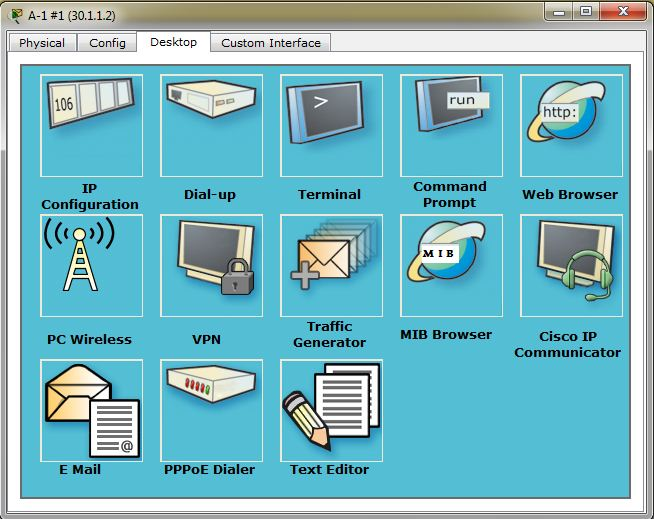 A-1 #1 (30.1.1.2)
Physical Config Desktop Custom Interface
106
>
run
http:
IP
Configuration
Dial-up
Terminal
Command
Prompt
Web Browser
MIB
PC Wireless
VPN
Traffic
Generator
MIB Browser
Cisco IP
Communicator
@
E Mail
PPPoE Dialer
Text Editor